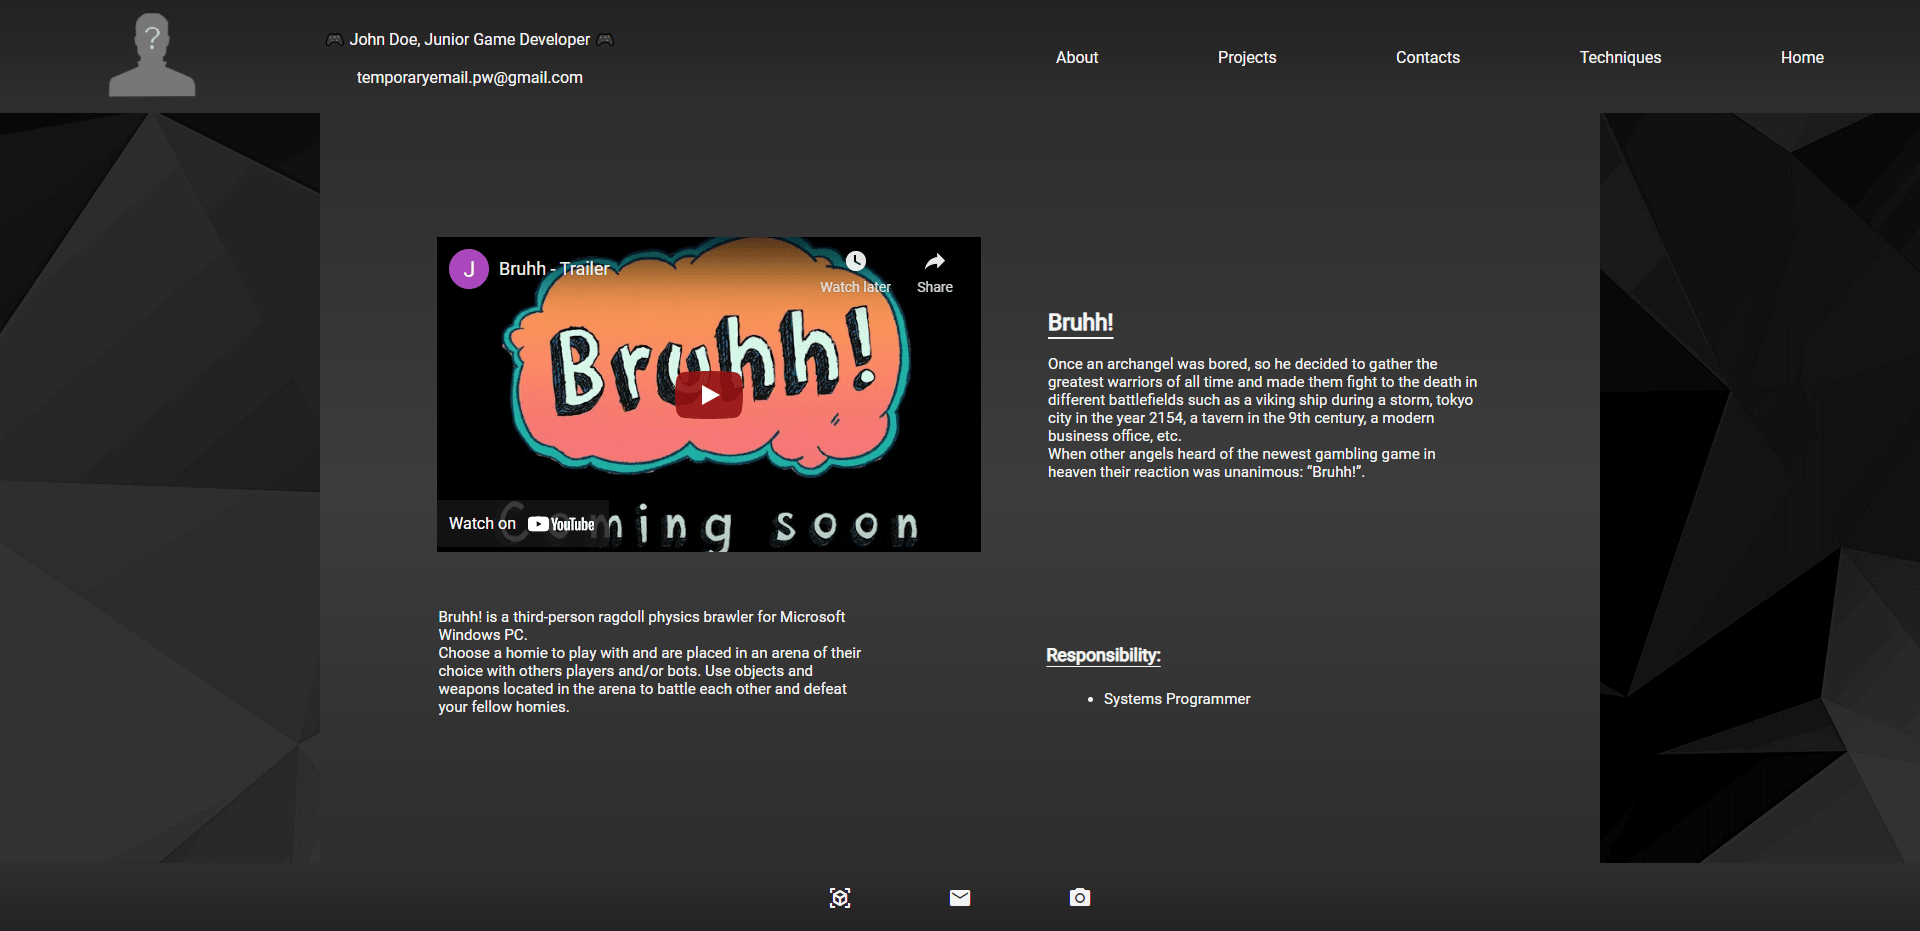 ?
John Doe, Junior Game Developer
temporaryemail.pw@gmail.com
About
Projects
Contacts
Techniques
Home
J
Bruhh - Trailer
Watch later
Share
Bruhh!
Coming soon
Watch on YouTube
Bruhh!
Once an archangel was bored, so he decided to gather the
greatest warriors of all time and made them fight to the death in
different battlefields such as a viking ship during a storm, tokyo
city in the year 2154, a tavern in the 9th century, a modern
business office, etc.
When other angels heard of the newest gambling game in
heaven their reaction was unanimous: “Bruhh!”.
Bruhh! is a third-person ragdoll physics brawler for Microsoft
Windows PC.
Choose a homie to play with and are placed in an arena of their
choice with others players and/or bots. Use objects and
weapons located in the arena to battle each other and defeat
your fellow homies.
Responsibility:
• Systems Programmer